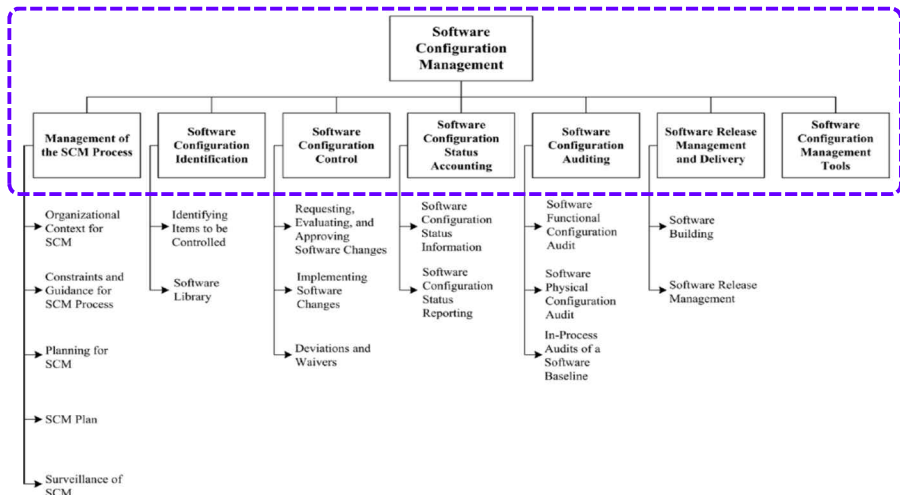 Software
Configuration
Management
Management of
the SCM Process
Software
Configuration
Identification
Software
Configuration
Control
Software
Configuration
Status
Accounting
Software
Configuration
Auditing
Software Release
Management
and Delivery
Software
Configuration
Management
Tools
Organizational
Context for
SCM
Constraints and
Guidance for
SCM Process
Planning for
SCM
SCM Plan
Surveillance of
SCM
Identifying
Items to be
Controlled
Software
Library
Requesting,
Evaluating, and
Approving
Software Changes
Implementing
Software
Changes
Deviations and
Waivers
Software
Configuration
Status
Information
Software
Configuration
Status
Reporting
Software
Functional
Configuration
Audit
Software
Physical
Configuration
Audit
In-Process
Audits of a
Software
Baseline
Software
Building
Software Release
Management